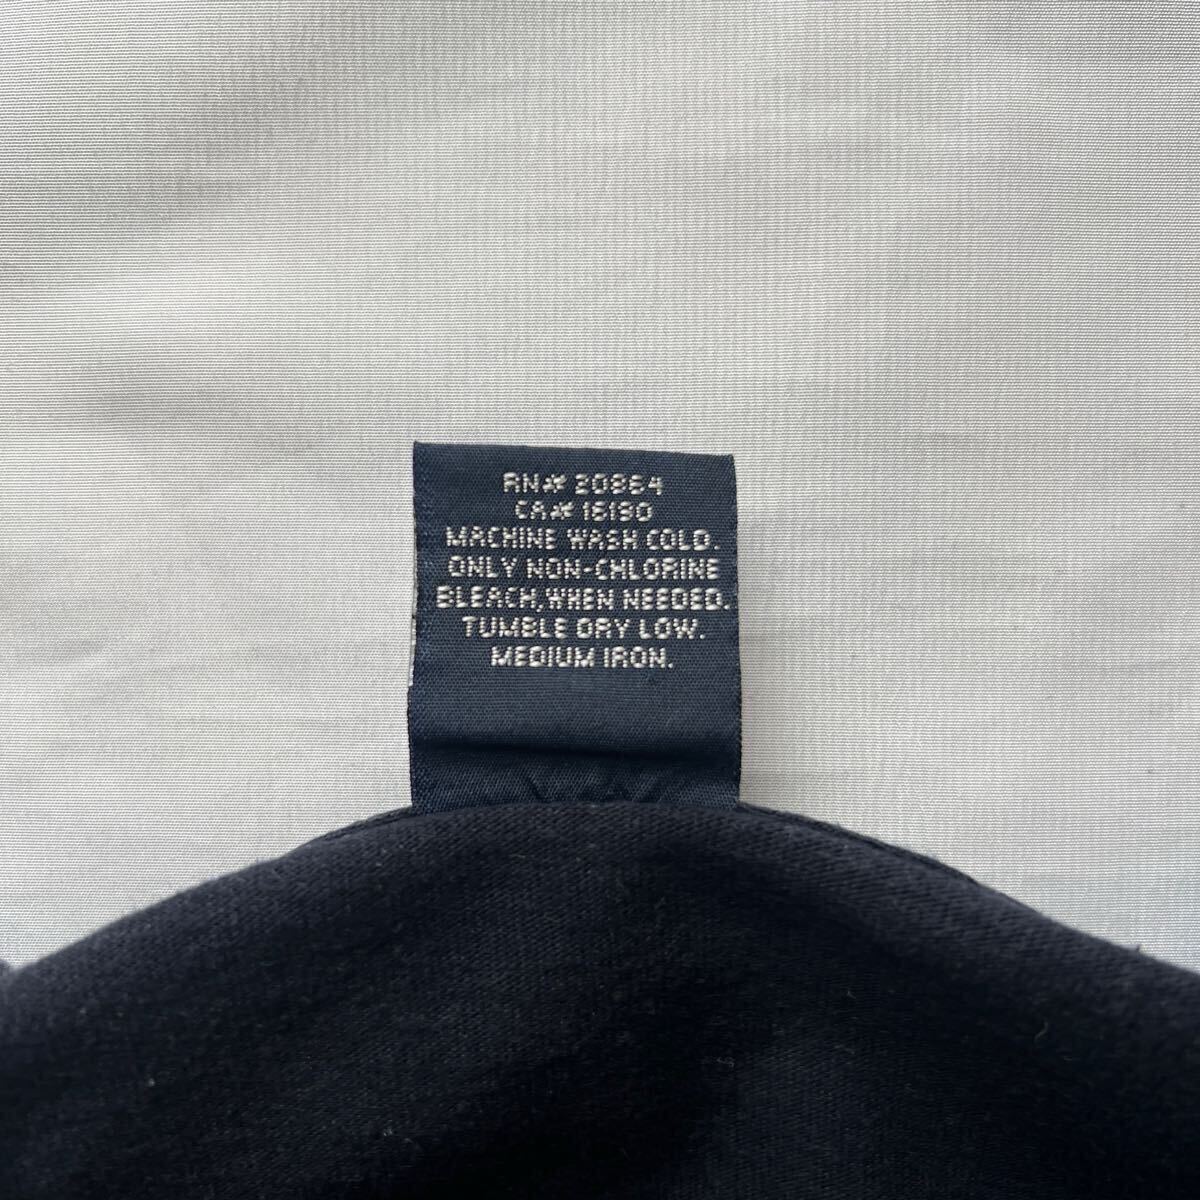 RN# 20864
CA# 16190
MACHINE WASH COLD.
ONLY NON-CHLORINE
BLEACH, WHEN NEEDED.
TUMBLE DRY LOW.
MEDIUM IRON.